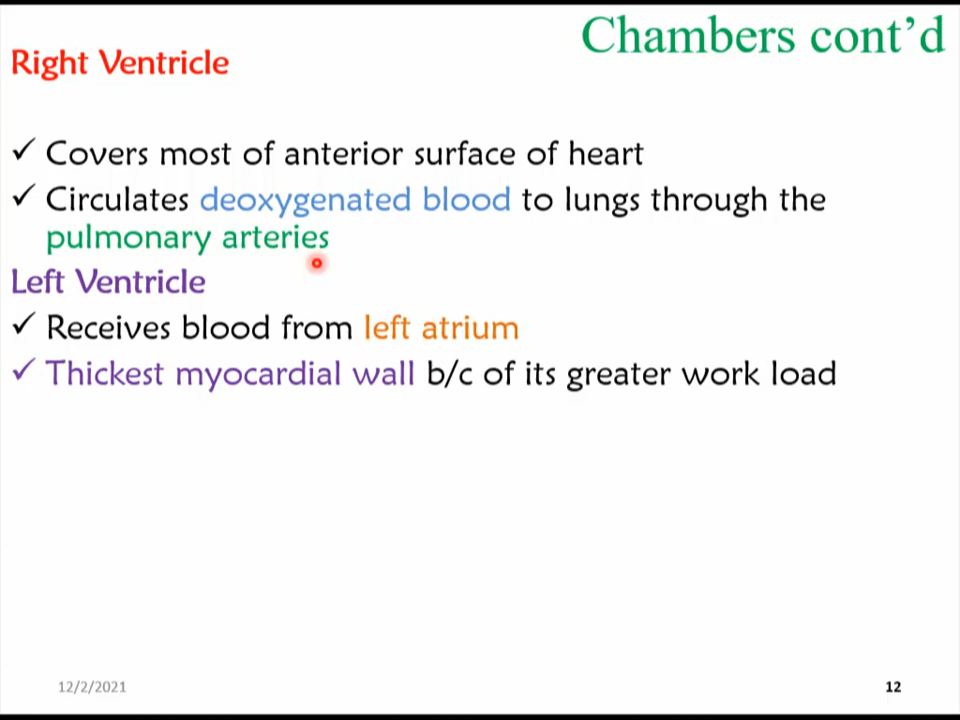 Chambers cont’d
Right Ventricle
✓ Covers most of anterior surface of heart
✓ Circulates deoxygenated blood to lungs through the
pulmonary arteries
Left Ventricle
✓ Receives blood from left atrium
✓ Thickest myocardial wall b/c of its greater work load
12/2/2021
12